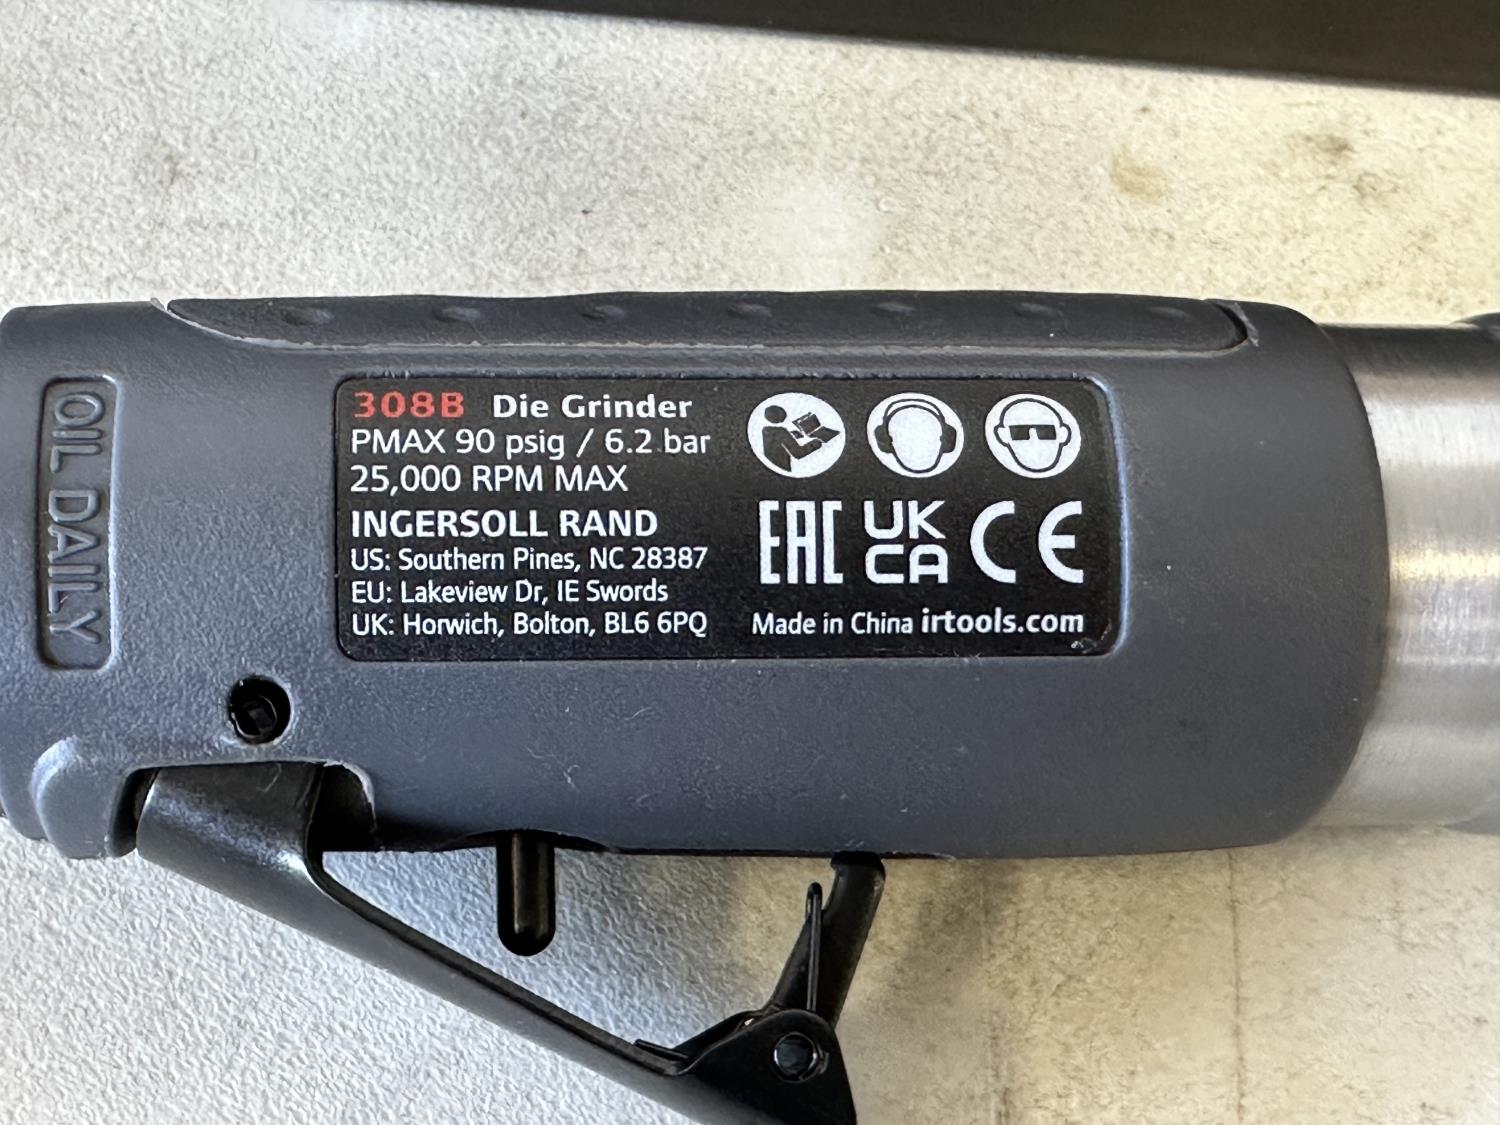 OIL DAILY
308B Die Grinder
PMAX 90 psig / 6.2 bar
25,000 RPM MAX
INGERSOLL RAND
US: Southern Pines, NC 28387
EU: Lakeview Dr, IE Swords
UK: Horwich, Bolton, BL6 6PQ
EAC UK CA CE
Made in China irtools.com